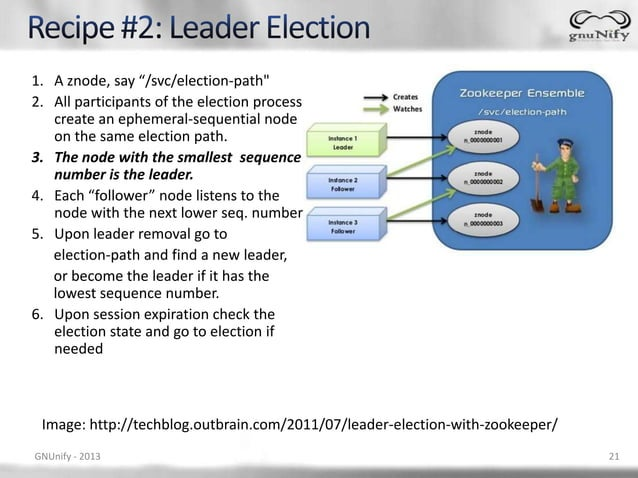 Recipe #2: Leader Election
gnuNify
1. A znode, say “/svc/election-path"
2. All participants of the election process
create an ephemeral-sequential node
on the same election path.
3. The node with the smallest sequence
number is the leader.
4. Each “follower” node listens to the
node with the next lower seq. number
5. Upon leader removal go to
election-path and find a new leader,
or become the leader if it has the
lowest sequence number.
6. Upon session expiration check the
election state and go to election if
needed
Creates
Watches
Zookeeper Ensemble
/svc/election-path
Instance 1
Leader
znode
n_0000000001
Instance 2
Follower
znode
n_0000000002
Instance 3
Follower
znode
n_0000000003
Image: http://techblog.outbrain.com/2011/07/leader-election-with-zookeeper/
GNUnify - 2013
21